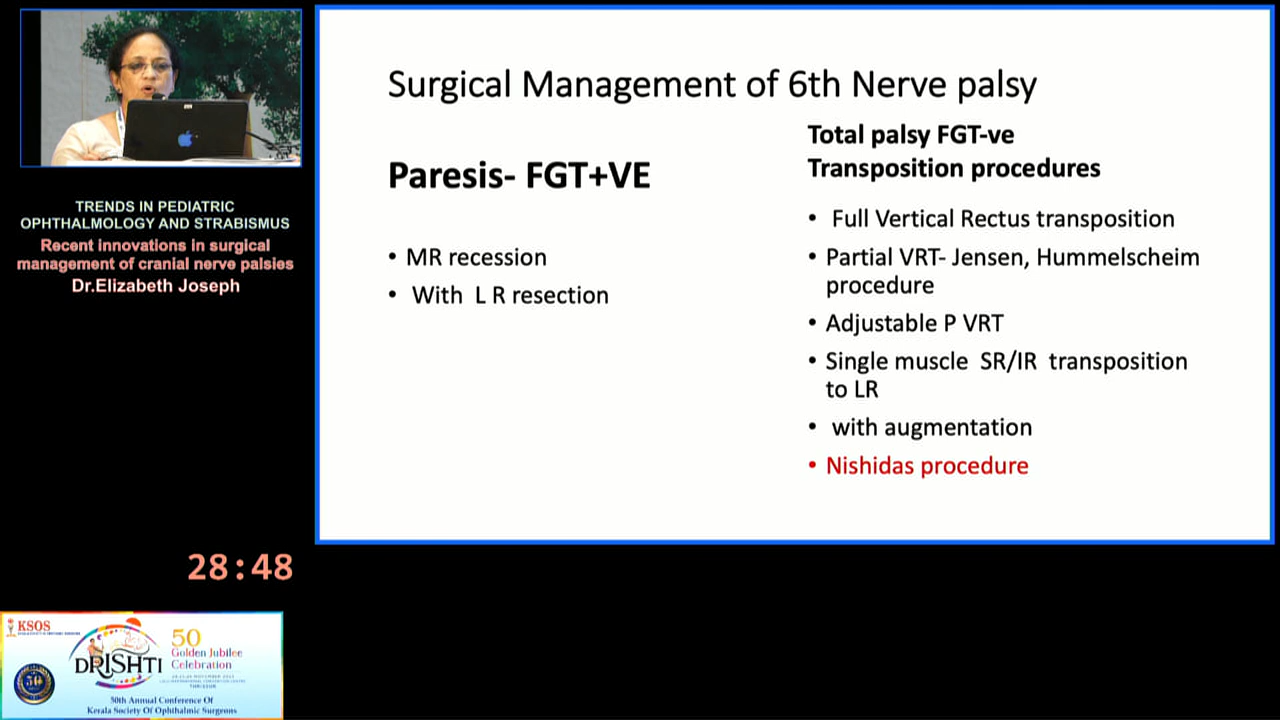 Surgical Management of 6th Nerve palsy
Paresis- FGT+VE
• MR recession
• With L R resection
Total palsy FGT-ve
Transposition procedures
• Full Vertical Rectus transposition
• Partial VRT- Jensen, Hummelscheim
procedure
• Adjustable P VRT
• Single muscle SR/IR transposition
to LR
• with augmentation
• Nishidas procedure
TRENDS IN PEDIATRIC
OPHTHALMOLOGY AND STRABISMUS
Recent innovations in surgical
management of cranial nerve palsies
Dr.Elizabeth Joseph
28:48
KSOS
DRISHTI
50
Golden Jubilee
Celebration
50th Annual Conference Of
Kerala Society Of Ophthalmic Surgeons